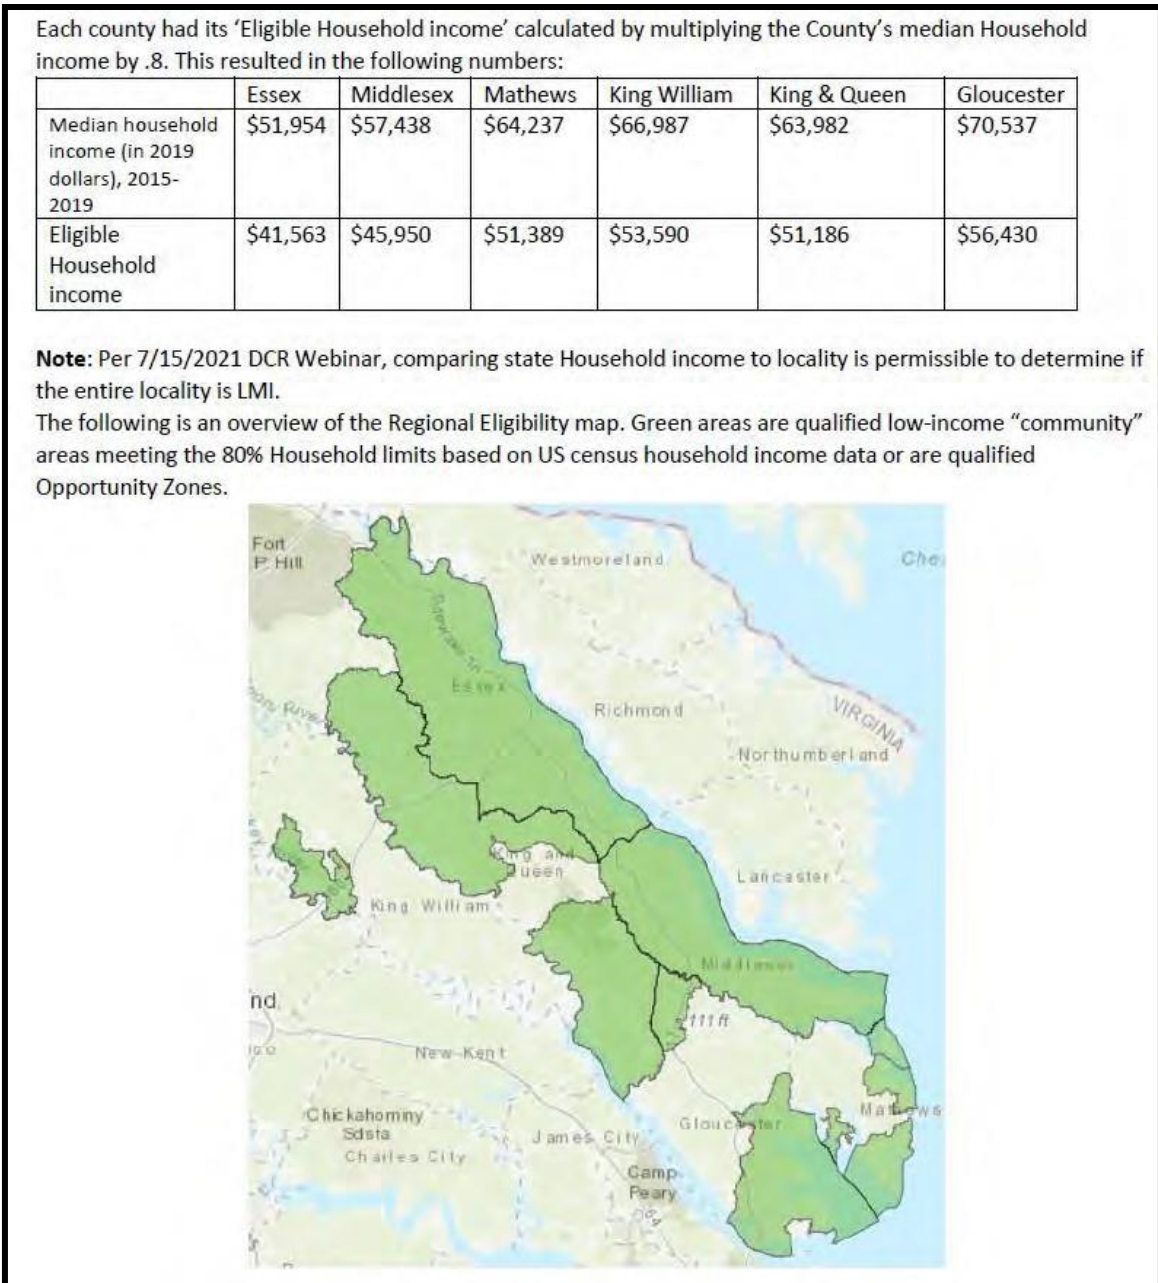 Each county had its ‘Eligible Household income’ calculated by multiplying the County’s median Household
income by .8. This resulted in the following numbers:
Essex Middlesex Mathews King William King & Queen Gloucester
Median household $51,954 $57,438 $64,237 $66,987 $63,982 $70,537
income (in 2019
dollars), 2015-
2019
Eligible $41,563 $45,950 $51,389 $53,590 $51,186 $56,430
Household
income
Note: Per 7/15/2021 DCR Webinar, comparing state Household income to locality is permissible to determine if
the entire locality is LMI.
The following is an overview of the Regional Eligibility map. Green areas are qualified low-income “community”
areas meeting the 80% Household limits based on US census household income data or are qualified
Opportunity Zones.
Fort
P. Hill
Westmoreland
Che
Essex
Richmond
VIRGINIA
Northumberland
King and
Queen
Lancaster
King William
Middlesex
nd
111 ft
New Kent
Mathews
Chickahominy
Sdsta
Gloucester
James City
Charles City
Camp
Peary